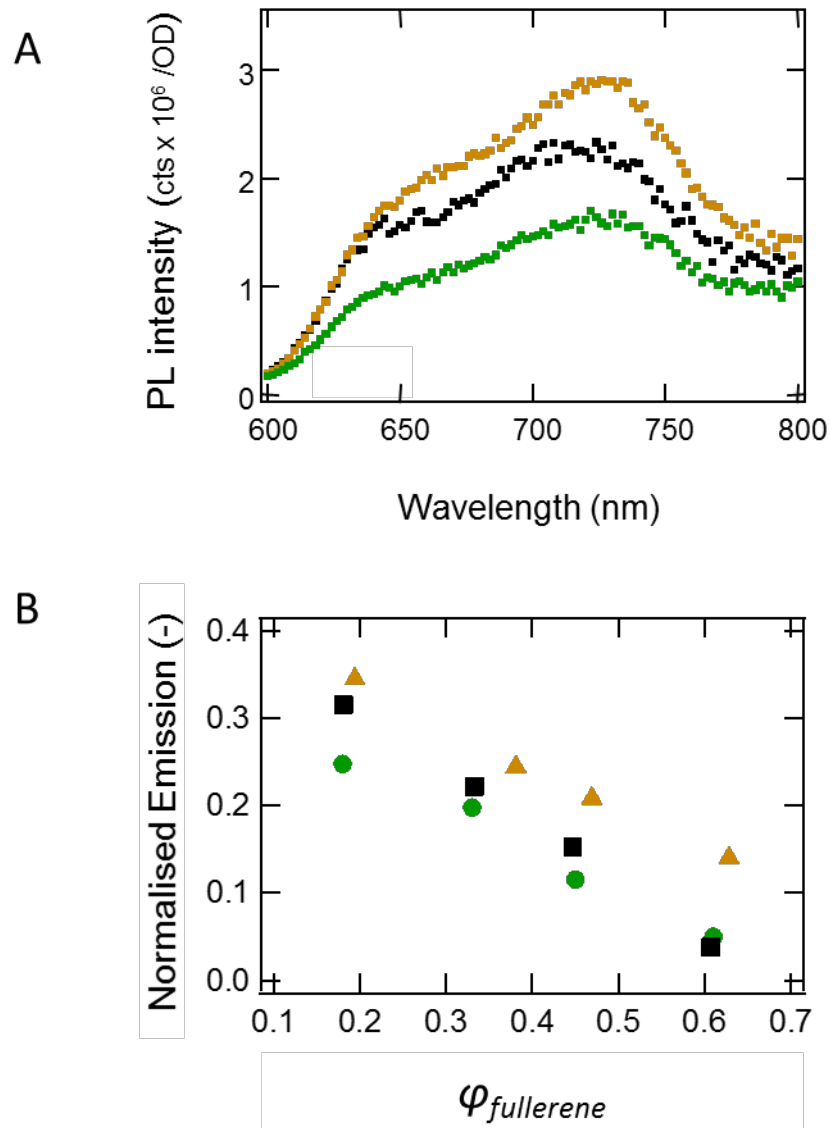 A
PL intensity (cts x 10⁶ /OD)
3
2
1
0
600 650 700 750 800
Wavelength (nm)
B
Normalised Emission (-)
0.4
0.3
0.2
0.1
0.0
0.1 0.2 0.3 0.4 0.5 0.6 0.7
φfullerene